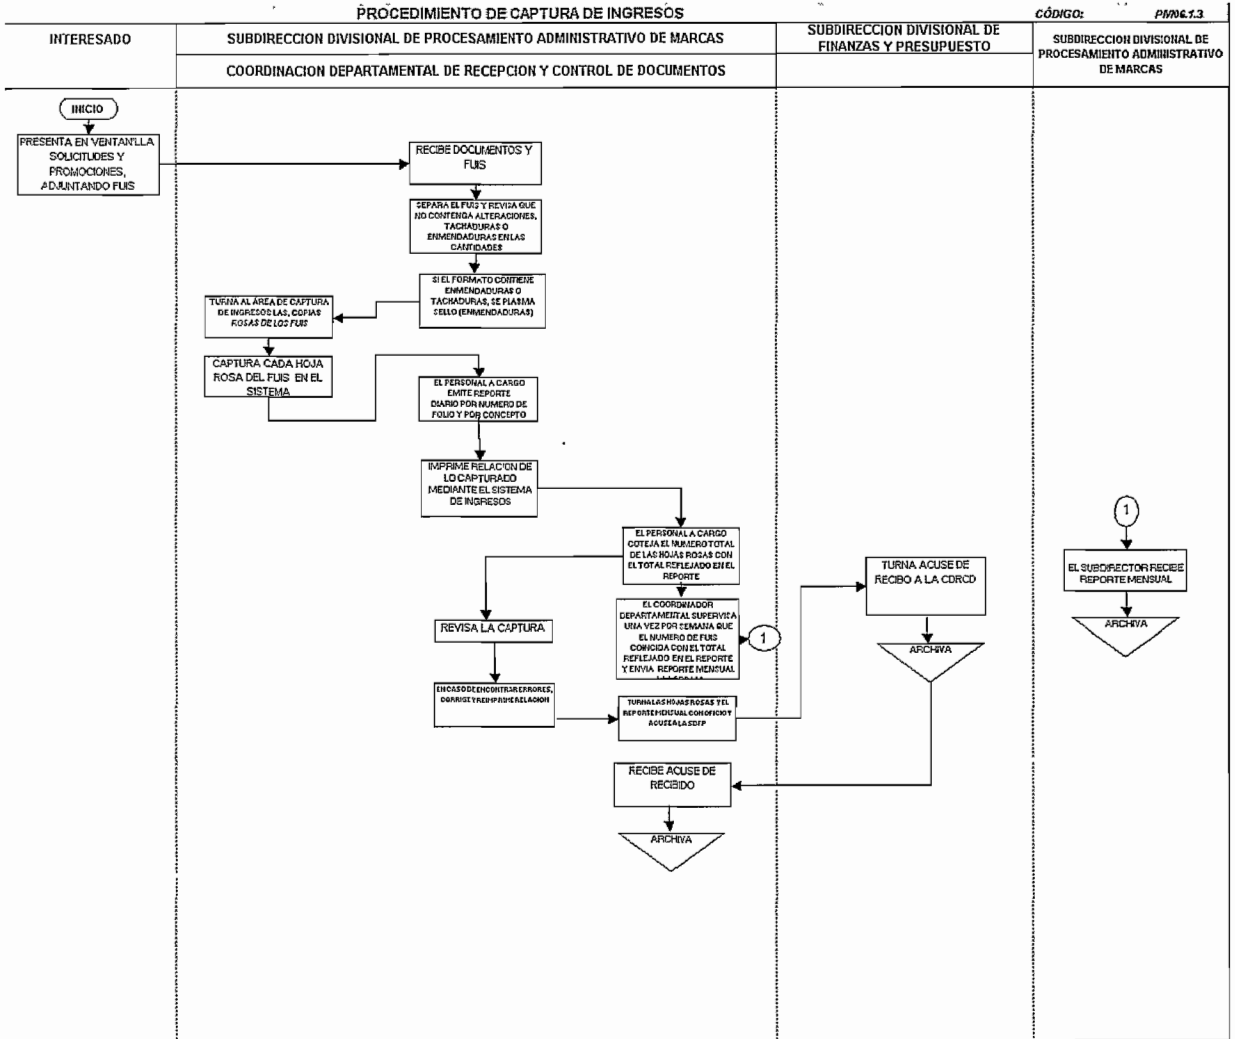 PROCEDIMIENTO DE CAPTURA DE INGRESOS
CÓDIGO: PM06.1.3
INTERESADO
SUBDIRECCION DIVISIONAL DE PROCESAMIENTO ADMINISTRATIVO DE MARCAS
COORDINACION DEPARTAMENTAL DE RECEPCION Y CONTROL DE DOCUMENTOS
SUBDIRECCION DIVISIONAL DE
FINANZAS Y PRESUPUESTO
SUBDIRECCION DIVISIONAL DE
PROCESAMIENTO ADMINISTRATIVO
DE MARCAS
INICIO
PRESENTA EN VENTANILLA
SOLICITUDES Y
PROMOCIONES,
ADJUNTANDO FUIS
RECIBE DOCUMENTOS Y
FUIS
SEPARA EL FUIS Y REVISA QUE
NO CONTENGA ALTERACIONES,
TACHADURAS O
ENMENDADURAS EN LAS
CANTIDADES
SI EL FORMATO CONTIENE
ENMENDADURAS O
TACHADURAS, SE PLASMA
SELLO (ENMENDADURAS)
TURNA AL ÁREA DE CAPTURA
DE INGRESOS LAS, COPIAS
ROSAS DE LOS FUIS
CAPTURA CADA HOJA
ROSA DEL FUIS EN EL
SISTEMA
EL PERSONAL A CARGO
EMITE REPORTE
DIARIO POR NUMERO DE
FOLIO Y POR CONCEPTO
IMPRIME RELACION DE
LO CAPTURADO
MEDIANTE EL SISTEMA
DE INGRESOS
EL PERSONAL A CARGO
COTEJA EL NUMERO TOTAL
DE LAS HOJAS ROSAS CON
EL TOTAL REFLEJADO EN EL
REPORTE
REVISA LA CAPTURA
EL COORDINADOR
DEPARTAMENTAL SUPERVISA
UNA VEZ POR SEMANA QUE
EL NUMERO DE FUIS
COINCIDA CON EL TOTAL
REFLEJADO EN EL REPORTE
Y ENVIA REPORTE MENSUAL
1
EN CASO DE ENCONTRAR ERRORES,
CORRIGE Y REIMPRIME RELACION
TURNA LAS HOJAS ROSAS Y EL
REPORTE MENSUAL CON OFICIO Y
ACUSE A LA SDFP
TURNA ACUSE DE
RECIBO A LA CDRCD
ARCHIVA
RECIBE ACUSE DE
RECIBIDO
ARCHIVA
1
EL SUBDIRECTOR RECIBE
REPORTE MENSUAL
ARCHIVA